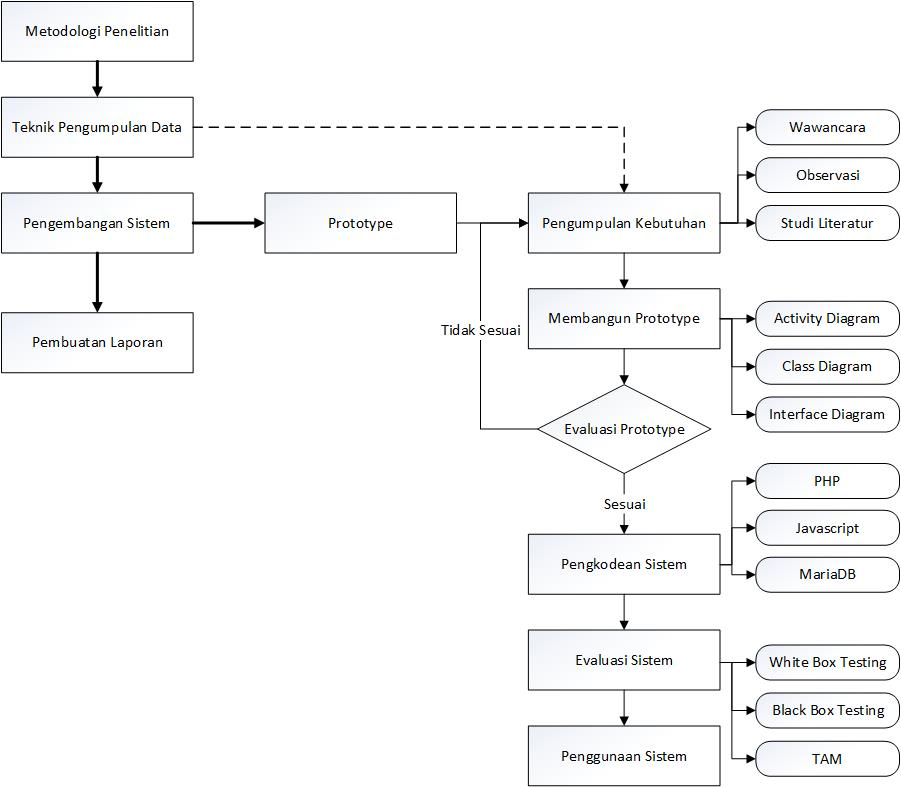 Metodologi Penelitian
Teknik Pengumpulan Data
Wawancara
Observasi
Pengembangan Sistem
Prototype
Pengumpulan Kebutuhan
Studi Literatur
Membangun Prototype
Activity Diagram
Tidak Sesuai
Pembuatan Laporan
Class Diagram
Interface Diagram
Evaluasi Prototype
PHP
Sesuai
Javascript
Pengkodean Sistem
MariaDB
Evaluasi Sistem
White Box Testing
Black Box Testing
Penggunaan Sistem
TAM